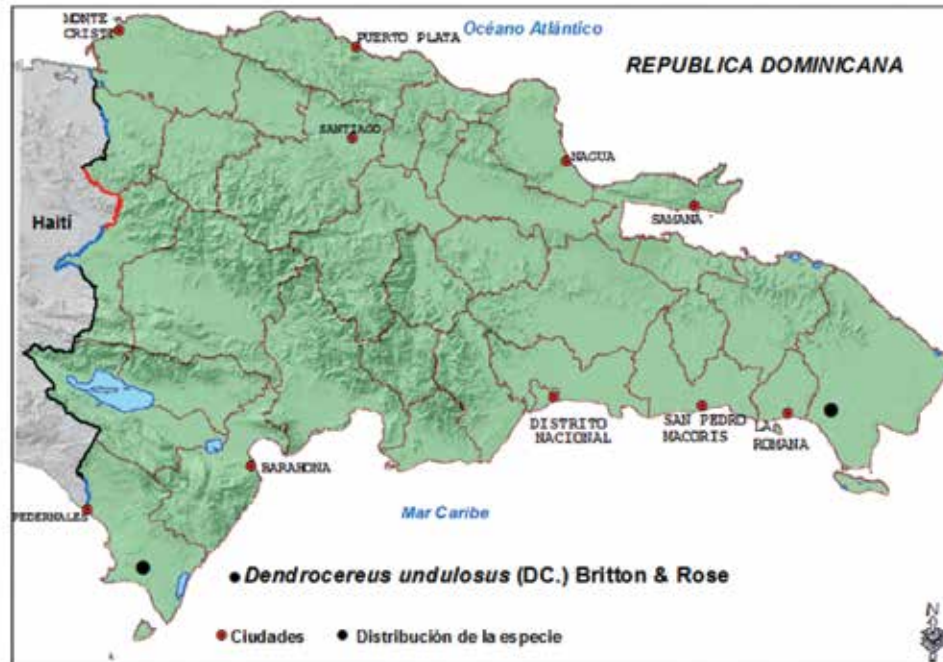 MONTE
CRISTI
PUERTO PLATA
Océano Atlántico
REPUBLICA DOMINICANA
SANTIAGO
NAGUA
SAMANA
Haití
DISTRITO
NACIONAL
SAN PEDRO
MACORIS
LA
ROMANA
BARAHONA
PEDERNALES
Mar Caribe
Dendrocereus undulosus (DC.) Britton & Rose
Ciudades
Distribución de la especie